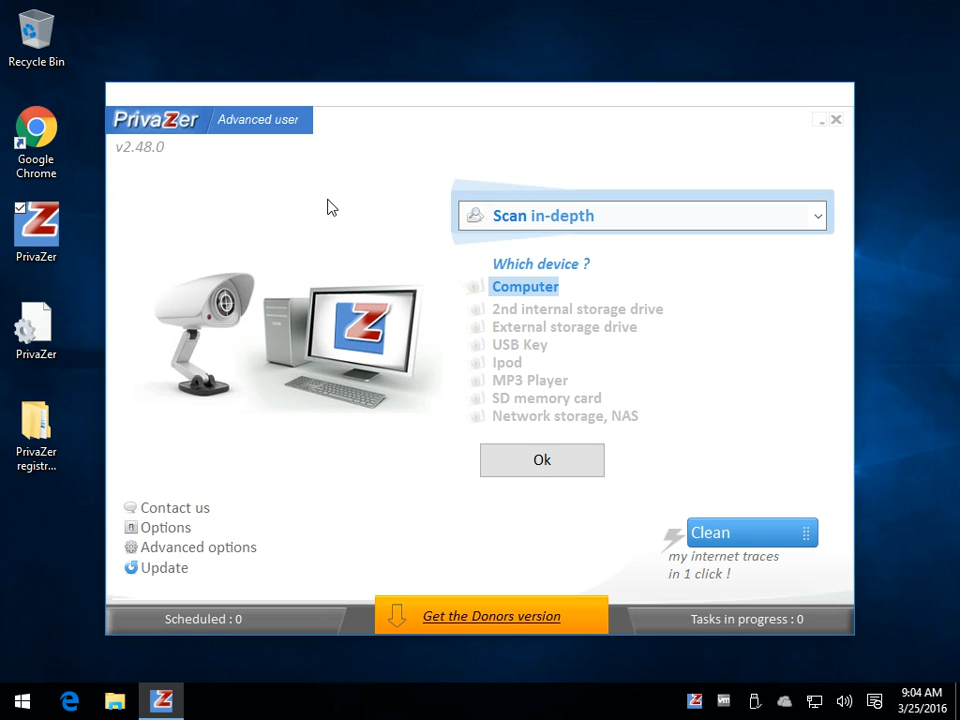 Recycle Bin
Google
Chrome
PrivaZer
PrivaZer
PrivaZer
registr...
PrivaZer
Advanced user
v2.48.0
Scan in-depth
Which device ?
Computer
2nd internal storage drive
External storage drive
USB Key
Ipod
MP3 Player
SD memory card
Network storage, NAS
Ok
Contact us
Options
Advanced options
Update
Clean
my internet traces
in 1 click !
Scheduled : 0
Get the Donors version
Tasks in progress : 0
vm
9:04 AM
3/25/2016